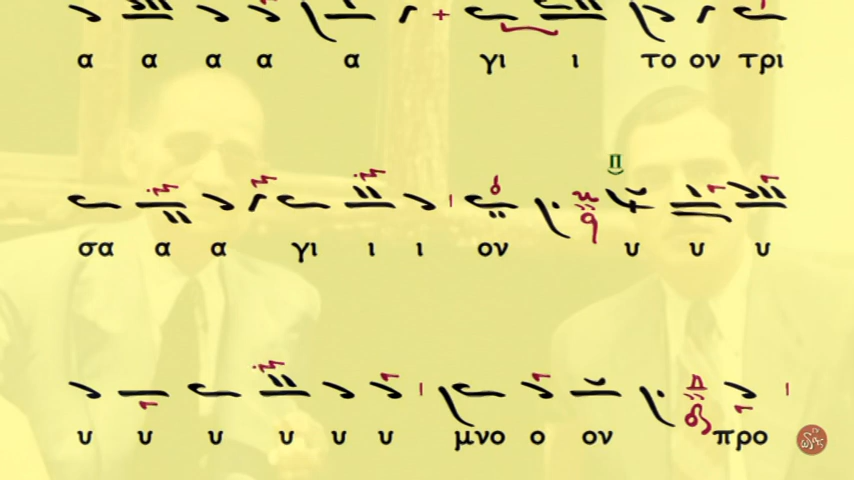 α α α α α γι ι το ον τρι
σα α α γι ι ι ον υ υ υ
υ υ υ υ υ υ μνο ο ον προ